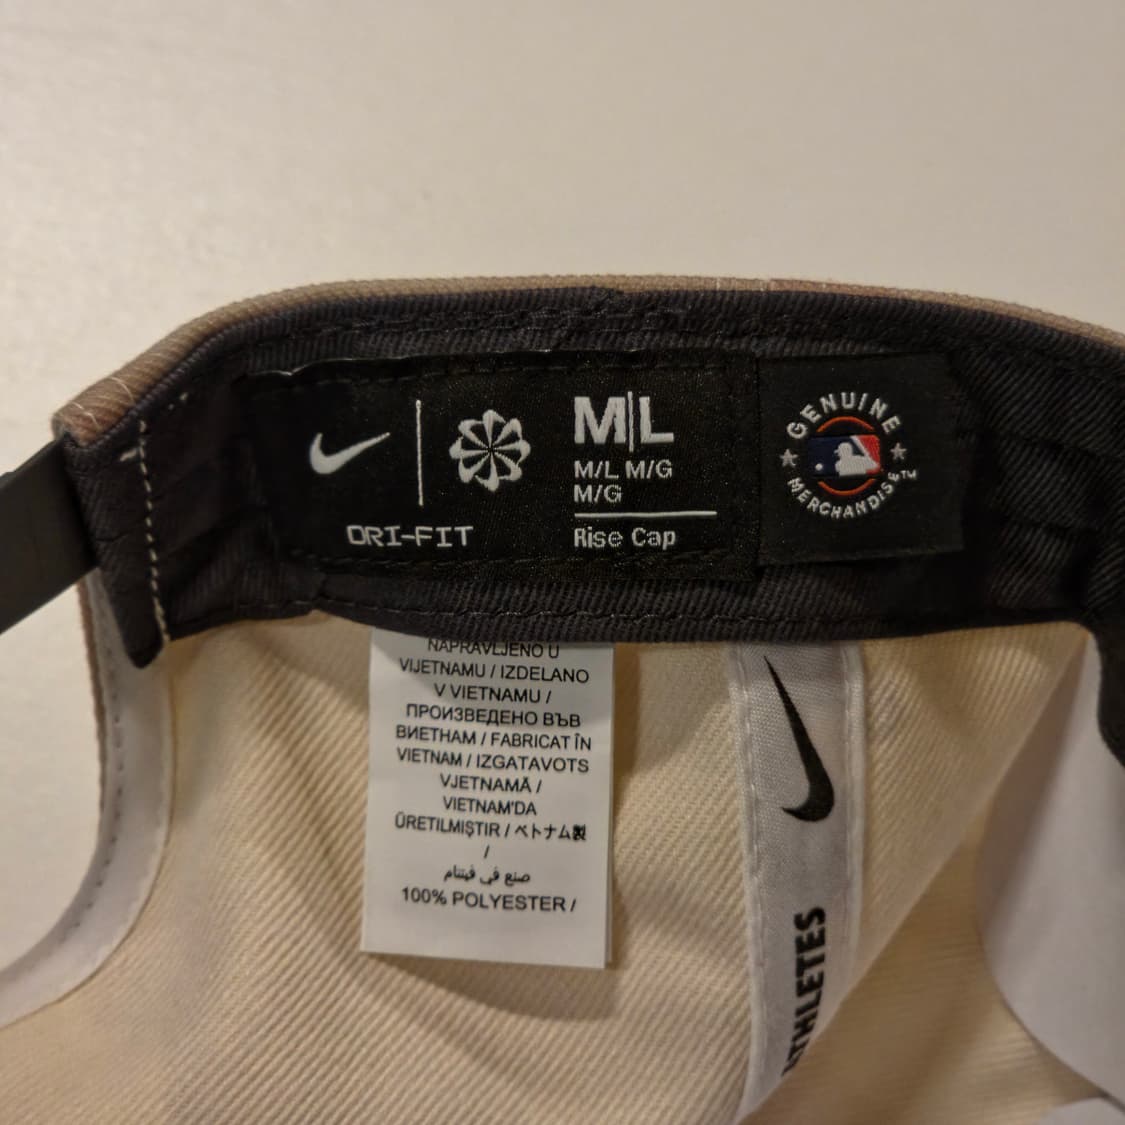 DRI-FIT
M|L
M/L M/G
M/G
Rise Cap
GENUINE
MERCHANDISE™
NAPRAVLJENO U
VIJETNAMU / IZDELANO
V VIETNAMU /
ПРОИЗВЕДЕНО ВЪВ
ВИЕТНАМ / FABRICAT ÎN
VIETNAM / IZGATAVOTS
VJETNAMĀ /
VIETNAM'DA
ÜRETILMIŞTIR / ベトナム製
/
صنع في فيتنام
100% POLYESTER /
ATHLETES